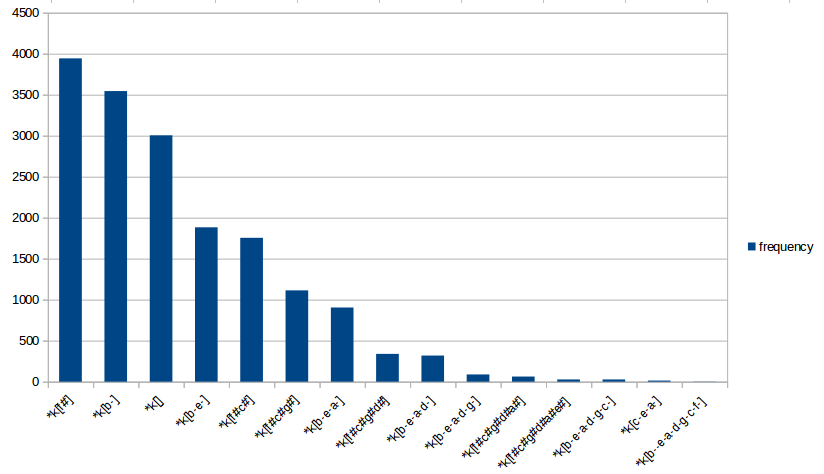 4500
4000
3500
3000
2500
2000
1500
1000
500
0
*k[f#]
*k[b-]
*k[]
*k[b-e-]
*k[f#c#]
*k[f#c#g#]
*k[b-e-a-]
*k[f#c#g#d#]
*k[b-e-a-d-]
*k[b-e-a-d-g-]
*k[f#c#g#d#a#]
*k[f#c#g#d#a#e#]
*k[b-e-a-d-g-c-]
*k[c-e-a-]
*k[b--e-a-d-g-c-f-]
frequency